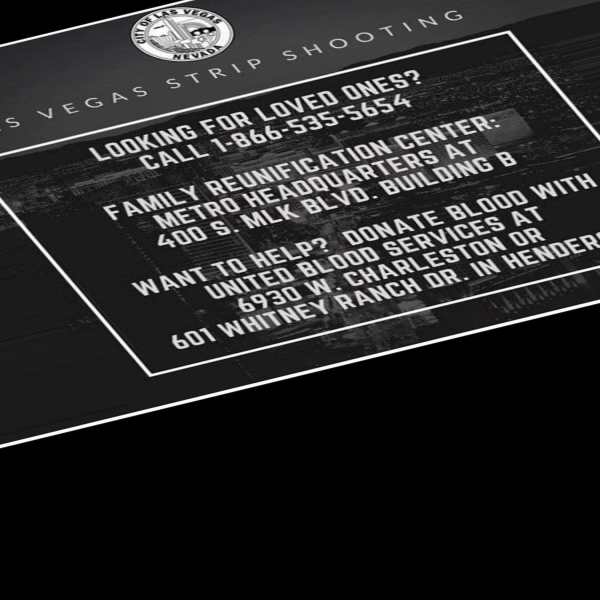 CITY OF LAS VEGAS
NEVADA
VEGAS STRIP SHOOTING
LOOKING FOR LOVED ONES?
CALL 1-866-535-5654
FAMILY REUNIFICATION CENTER:
METRO HEADQUARTERS AT
400 S. MLK BLVD. BUILDING B
WANT TO HELP? DONATE BLOOD WITH
UNITED BLOOD SERVICES AT
6930 W. CHARLESTON OR
601 WHITNEY RANCH DR. IN